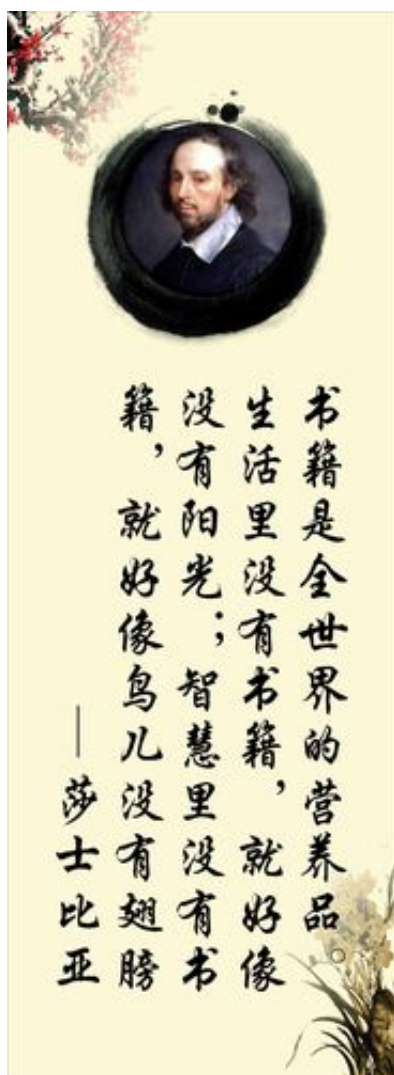 书籍是全世界的营养品。
生活里没有书籍，就好像
没有阳光；智慧里没有书
籍，就好像鸟儿没有翅膀
—莎士比亚